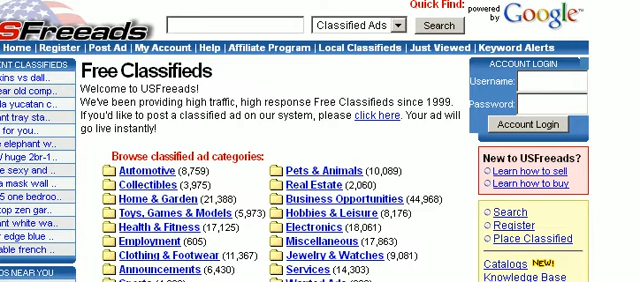 Quick Find:
powered by Google™
SFreeads
Classified Ads
Search
Home | Register | Post Ad | My Account | Help | Affiliate Program | Local Classifieds | Just Viewed | Keyword Alerts
ENT CLASSIFIEDS
kins vs dall..
ear old comp..
da yucatan c..
ant tray sta..
for you..
e elephant w..
huge 2br-1..
e sexy and ..
a mask wall ..
5 one bedroo..
top zen gar..
ant white wa..
r edge blue ..
able french ..
DS NEAR YOU
Free Classifieds
Welcome to USFreeads!
We've been providing high traffic, high response Free Classifieds since 1999.
If you'd like to post a classified ad on our system, please click here. Your ad will
go live instantly!
Browse classified ad categories:
Automotive (8,759)
Collectibles (3,975)
Home & Garden (21,388)
Toys, Games & Models (5,973)
Health & Fitness (17,125)
Employment (605)
Clothing & Footwear (11,367)
Announcements (6,430)
Pets & Animals (10,089)
Real Estate (2,060)
Business Opportunities (44,968)
Hobbies & Leisure (8,176)
Electronics (18,061)
Miscellaneous (17,863)
Jewelry & Watches (9,081)
Services (14,303)
ACCOUNT LOGIN
Username:
Password:
Account Login
New to USFreeads?
Learn how to sell
Learn how to buy
Search
Register
Place Classified
Catalogs NEW!
Knowledge Base